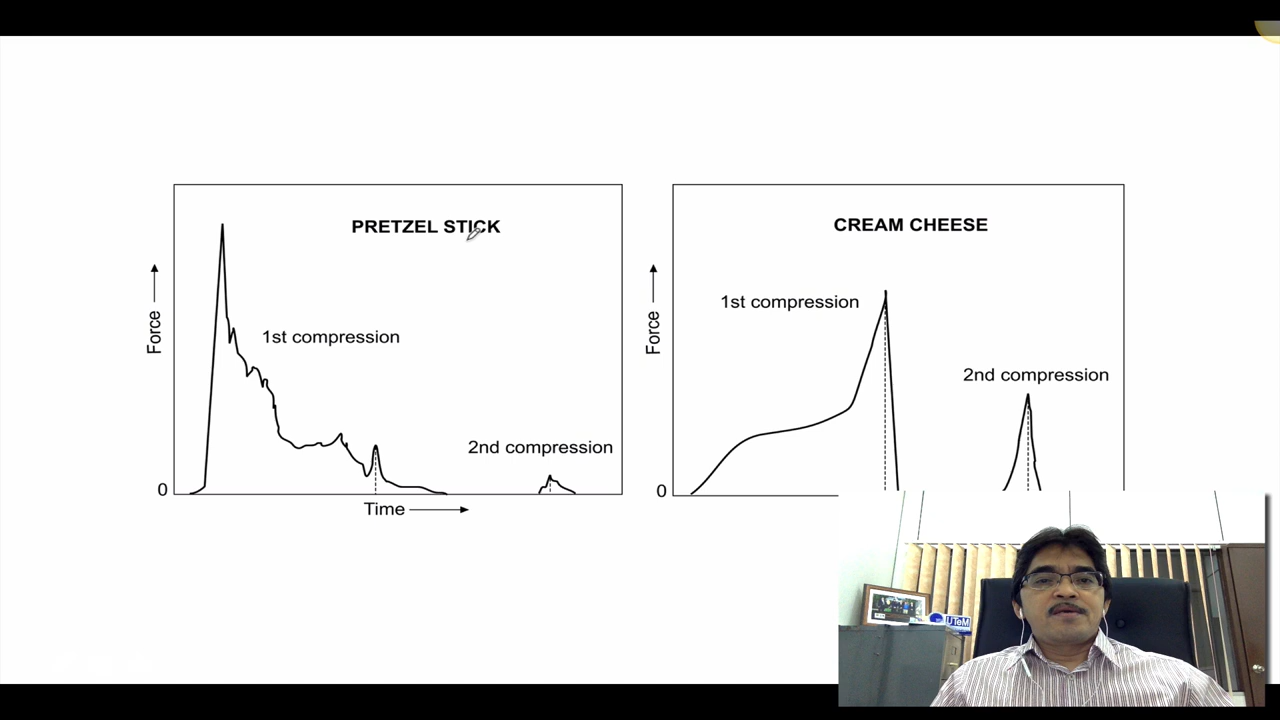 PRETZEL STICK
1st compression
2nd compression
Force
0
Time
CREAM CHEESE
1st compression
2nd compression
Force
0
UTeM